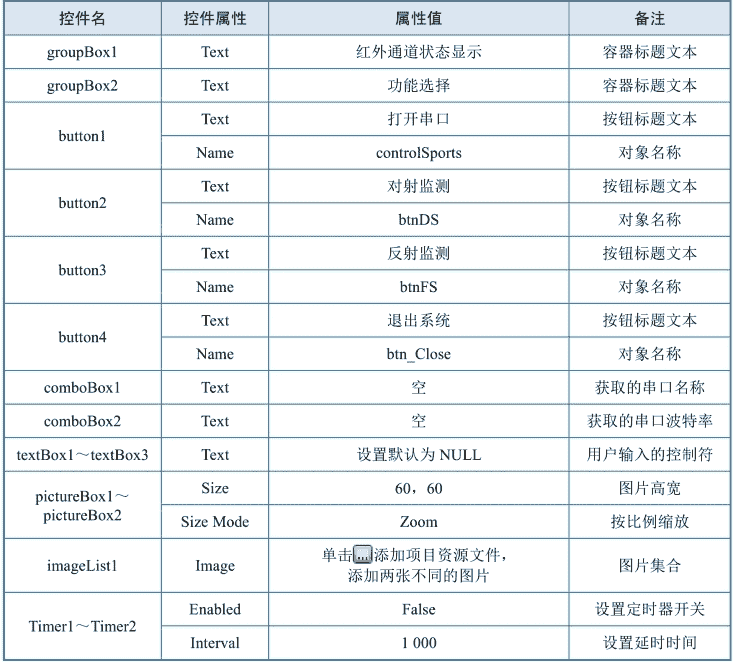 控件名 控件属性 属性值 备注
groupBox1 Text 红外通道状态显示 容器标题文本
groupBox2 Text 功能选择 容器标题文本
button1 Text 打开串口 按钮标题文本
Name controlSports 对象名称
button2 Text 对射监测 按钮标题文本
Name btnDS 对象名称
button3 Text 反射监测 按钮标题文本
Name btnFS 对象名称
button4 Text 退出系统 按钮标题文本
Name btn_Close 对象名称
comboBox1 Text 空 获取的串口名称
comboBox2 Text 空 获取的串口波特率
textBox1～textBox3 Text 设置默认为 NULL 用户输入的控制符
pictureBox1～
pictureBox2
Size 60，60 图片高宽
Size Mode Zoom 按比例缩放
imageList1 Image 单击...添加项目资源文件，
添加两张不同的图片
图片集合
Timer1～Timer2 Enabled False 设置定时器开关
Interval 1 000 设置延时时间